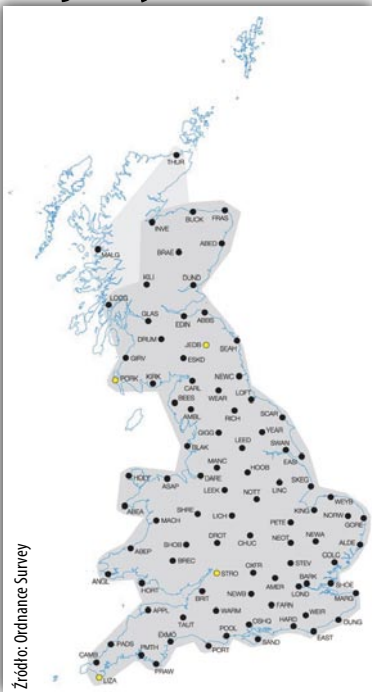 THUR
BUCK
FRAS
INVE
ABED
BRAE
MALG
KILI
DUND
LODG
GLAS
EDIN
ABBS
DRUM
JEDB
SEAH
GIRV
ESKD
PORK
KIRK
CARL
NEWC
BEES
WEAR
LOFT
AMBL
RICH
SCAR
GIGG
YEAR
LEED
SWAN
BLAK
EASI
MANC
HOOB
HOLY
ASAP
DARE
SKEG
LEEK
LINC
NOTT
WEYB
ABEA
SHRE
LICH
KING
NORW
MACH
PETE
GORE
ABEP
SHOB
DROT
CHUC
NEOT
NEWA
ALDE
BREC
COLC
STRO
OXFR
STEV
ANGL
AMER
BARK
SHOE
HORT
BRIT
NEWB
LOND
MARG
APPL
WARM
FARN
TAUT
WEIR
DUNG
EXMO
POOL
OSHQ
HARD
PADS
PMTH
PORT
SAND
EAST
CAMB
PRAW
LIZA
Źródło: Ordnance Survey